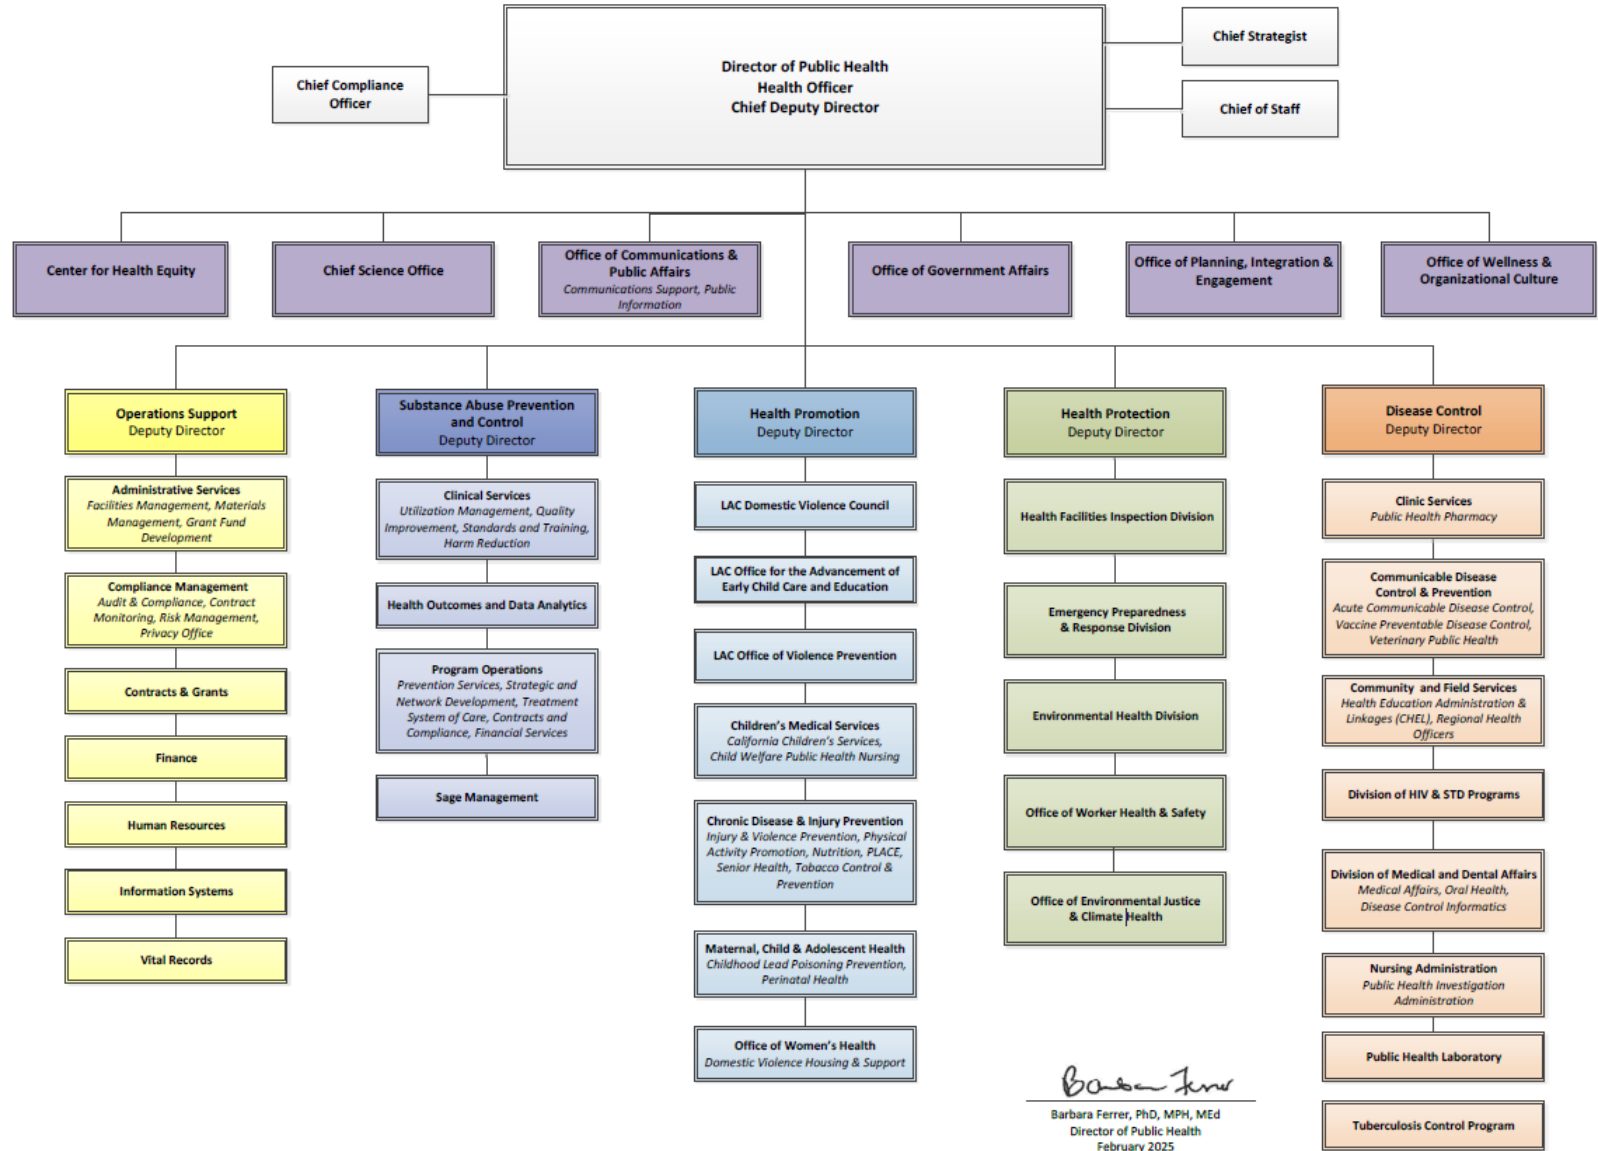 Director of Public Health
Health Officer
Chief Deputy Director
Chief Compliance
Officer
Chief Strategist
Chief of Staff
Center for Health Equity
Chief Science Office
Office of Communications &
Public Affairs
Communications Support, Public
Information
Office of Government Affairs
Office of Planning, Integration &
Engagement
Office of Wellness &
Organizational Culture
Operations Support
Deputy Director
Administrative Services
Facilities Management, Materials
Management, Grant Fund
Development
Compliance Management
Audit & Compliance, Contract
Monitoring, Risk Management,
Privacy Office
Contracts & Grants
Finance
Human Resources
Information Systems
Vital Records
Substance Abuse Prevention
and Control
Deputy Director
Clinical Services
Utilization Management, Quality
Improvement, Standards and Training,
Harm Reduction
Health Outcomes and Data Analytics
Program Operations
Prevention Services, Strategic and
Network Development, Treatment
System of Care, Contracts and
Compliance, Financial Services
Sage Management
Health Promotion
Deputy Director
LAC Domestic Violence Council
LAC Office for the Advancement of
Early Child Care and Education
LAC Office of Violence Prevention
Children's Medical Services
California Children's Services,
Child Welfare Public Health Nursing
Chronic Disease & Injury Prevention
Injury & Violence Prevention, Physical
Activity Promotion, Nutrition, PLACE,
Senior Health, Tobacco Control &
Prevention
Maternal, Child & Adolescent Health
Childhood Lead Poisoning Prevention,
Perinatal Health
Office of Women's Health
Domestic Violence Housing & Support
Health Protection
Deputy Director
Health Facilities Inspection Division
Emergency Preparedness
& Response Division
Environmental Health Division
Office of Worker Health & Safety
Office of Environmental Justice
& Climate Health
Disease Control
Deputy Director
Clinic Services
Public Health Pharmacy
Communicable Disease
Control & Prevention
Acute Communicable Disease Control,
Vaccine Preventable Disease Control,
Veterinary Public Health
Community and Field Services
Health Education Administration &
Linkages (CHEL), Regional Health
Officers
Division of HIV & STD Programs
Division of Medical and Dental Affairs
Medical Affairs, Oral Health,
Disease Control Informatics
Nursing Administration
Public Health Investigation
Administration
Public Health Laboratory
Tuberculosis Control Program
Barbara Ferrer
Barbara Ferrer, PhD, MPH, MEd
Director of Public Health
February 2025